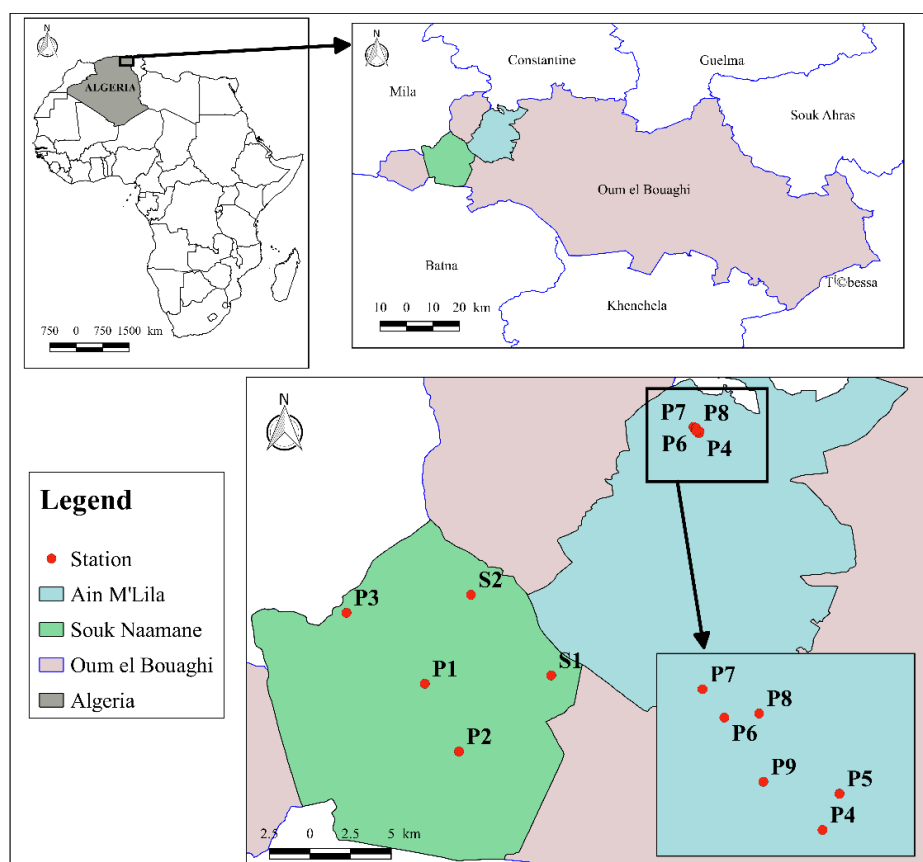 N
ALGERIA
750 0 750 1500 km
N
Constantine
Guelma
Mila
Souk Ahras
Oum el Bouaghi
Batna
T¦©bessa
Khenchela
10 0 10 20 km
N
P7 P8
P6 P4
Legend
Station
Ain M'Lila
Souk Naamane
Oum el Bouaghi
Algeria
S2
P3
S1
P1
P2
P7
P8
P6
P9
P5
P4
2.5 0 2.5 5 km